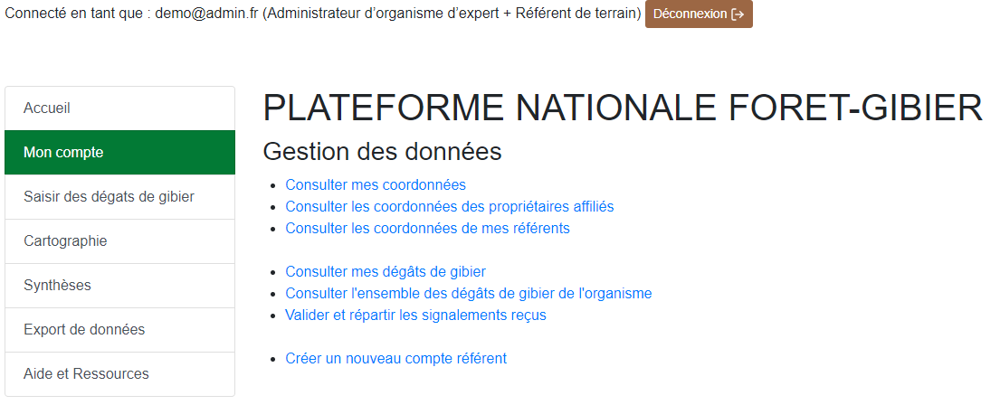 Connecté en tant que : demo@admin.fr (Administrateur d’organisme d’expert + Référent de terrain) Déconnexion
Accueil
Mon compte
Saisir des dégats de gibier
Cartographie
Synthèses
Export de données
Aide et Ressources
PLATEFORME NATIONALE FORET-GIBIER
Gestion des données
Consulter mes coordonnées
Consulter les coordonnées des propriétaires affiliés
Consulter les coordonnées de mes référents
Consulter mes dégâts de gibier
Consulter l'ensemble des dégâts de gibier de l'organisme
Valider et répartir les signalements reçus
Créer un nouveau compte référent